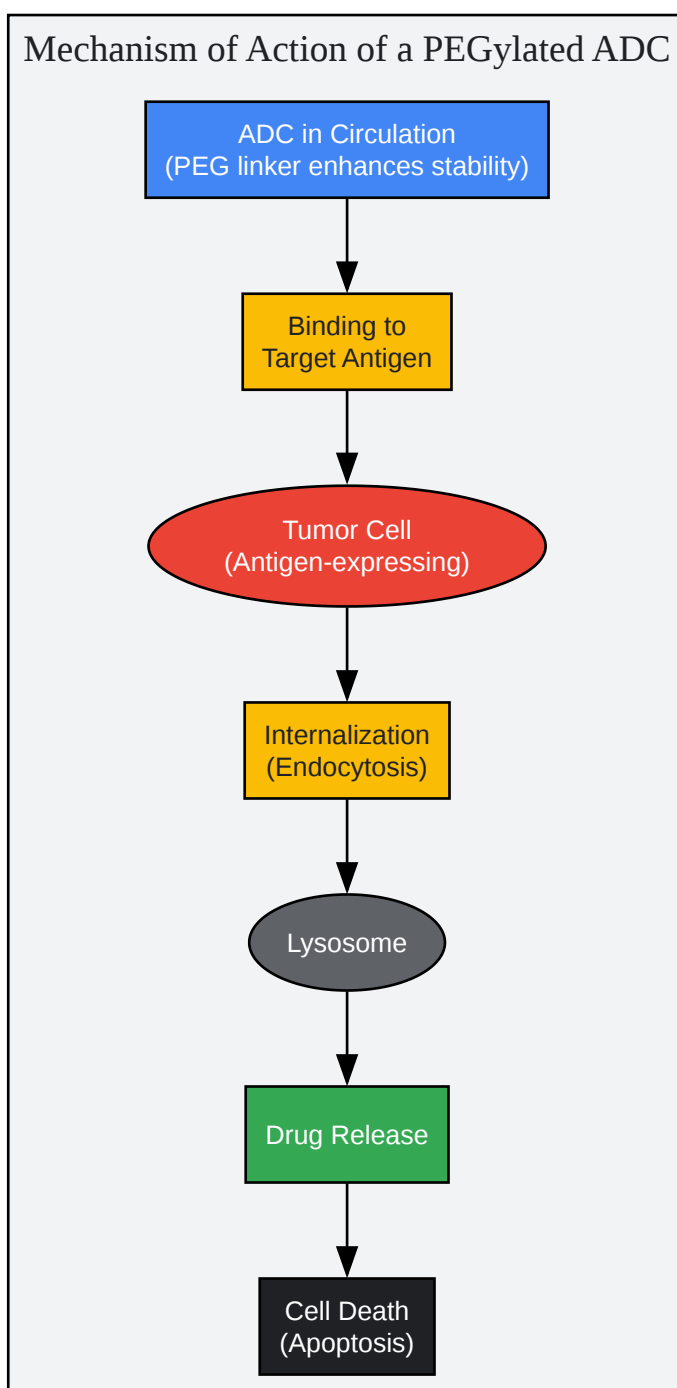 Mechanism of Action of a PEGylated ADC
ADC in Circulation
(PEG linker enhances stability)
Binding to
Target Antigen
Tumor Cell
(Antigen-expressing)
Internalization
(Endocytosis)
Lysosome
Drug Release
Cell Death
(Apoptosis)